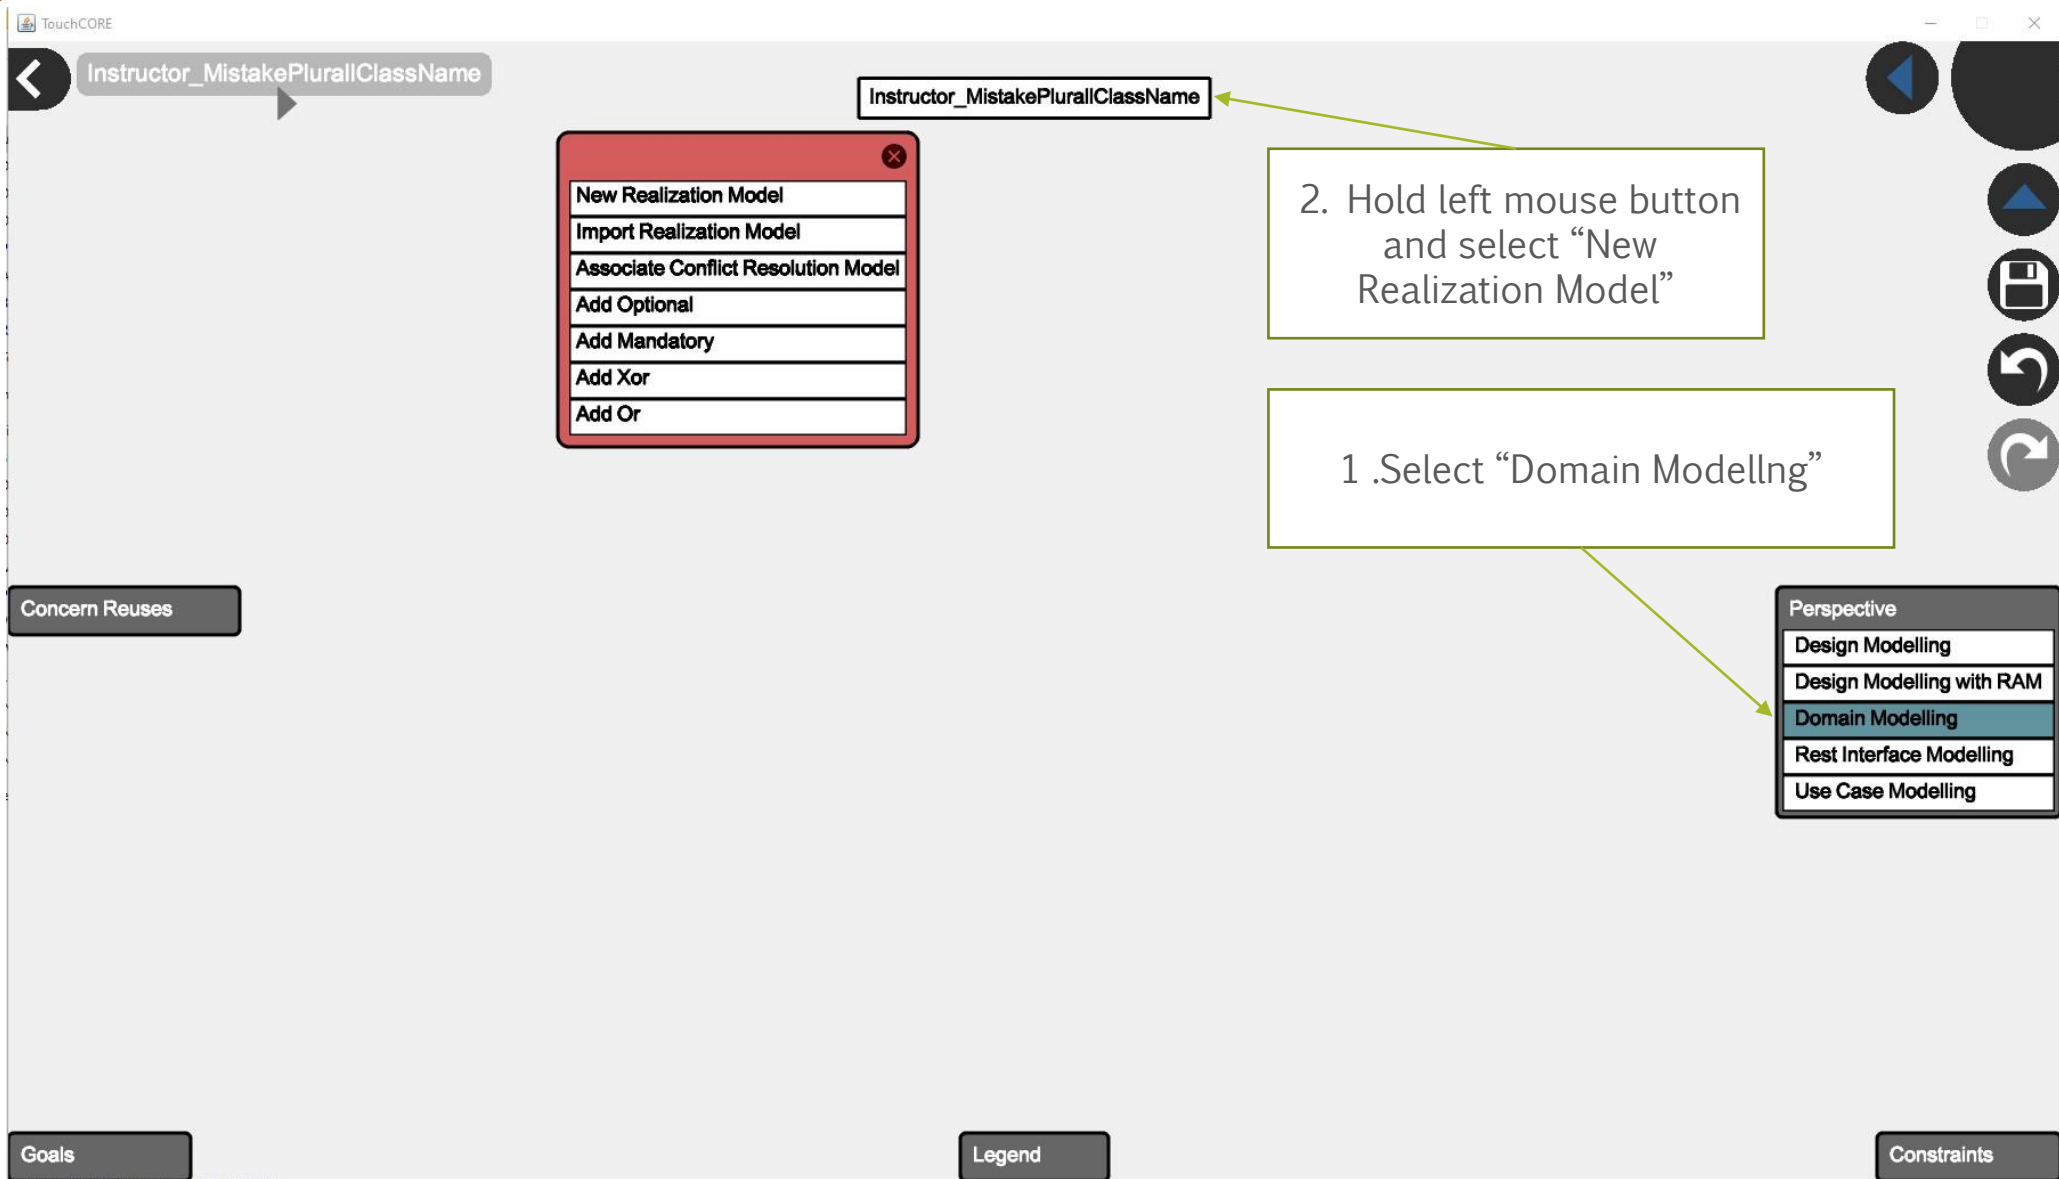 TouchCORE
Instructor_MistakePlurallClassName
Instructor_MistakePlurallClassName
New Realization Model
Import Realization Model
Associate Conflict Resolution Model
Add Optional
Add Mandatory
Add Xor
Add Or
2. Hold left mouse button
and select “New
Realization Model”
1 .Select “Domain Modellng”
Concern Reuses
Perspective
Design Modelling
Design Modelling with RAM
Domain Modelling
Rest Interface Modelling
Use Case Modelling
Goals
Legend
Constraints